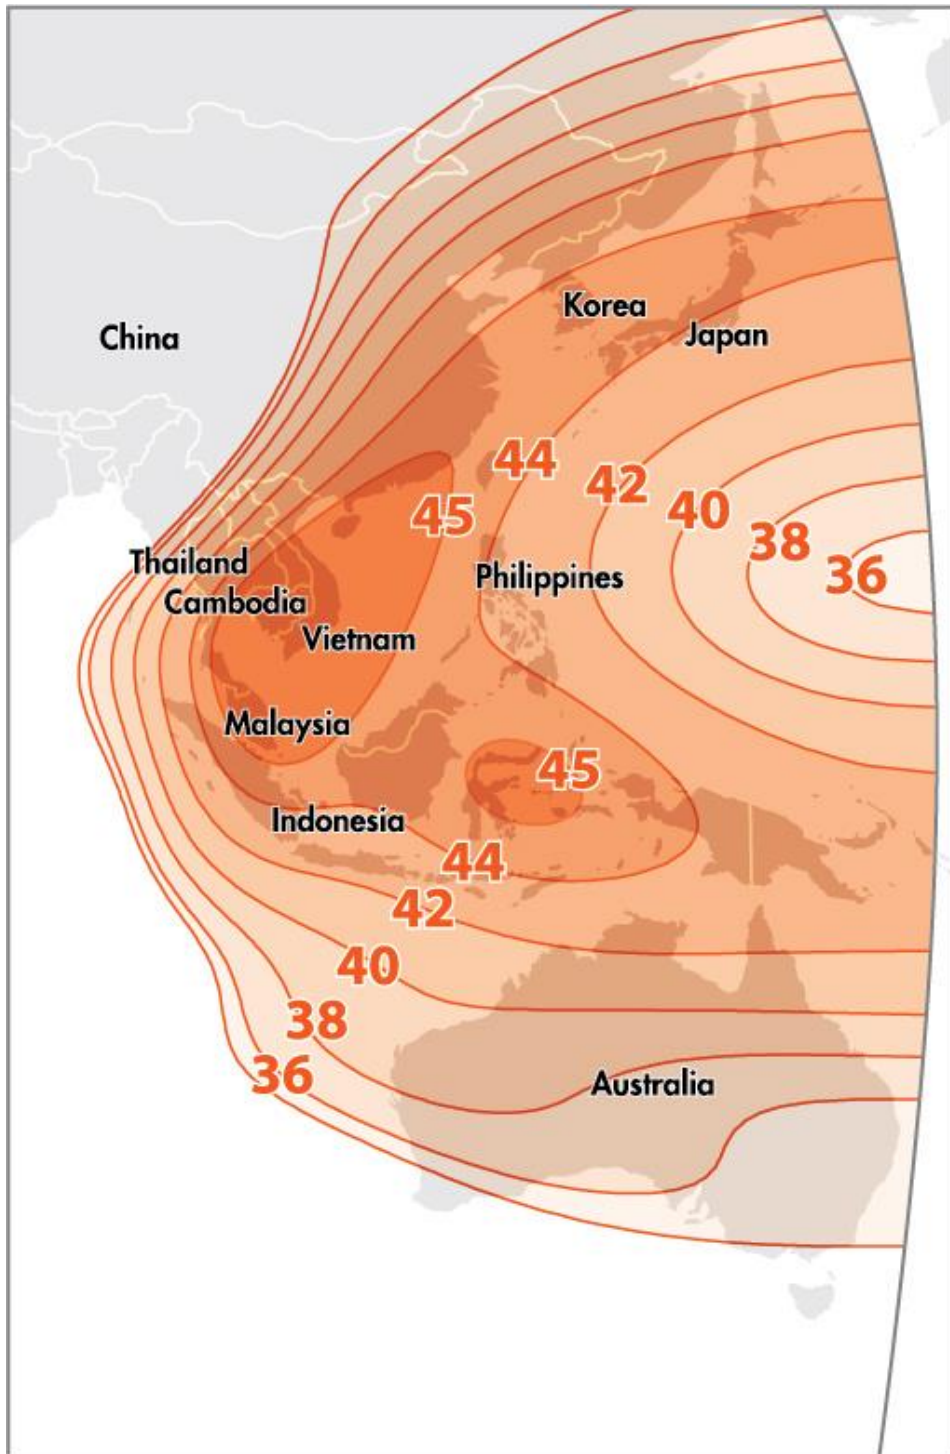 Korea
China
Japan
44
42
45
40
38
Thailand
36
Philippines
Cambodia
Vietnam
Malaysia
45
Indonesia
44
42
40
38
36
Australia